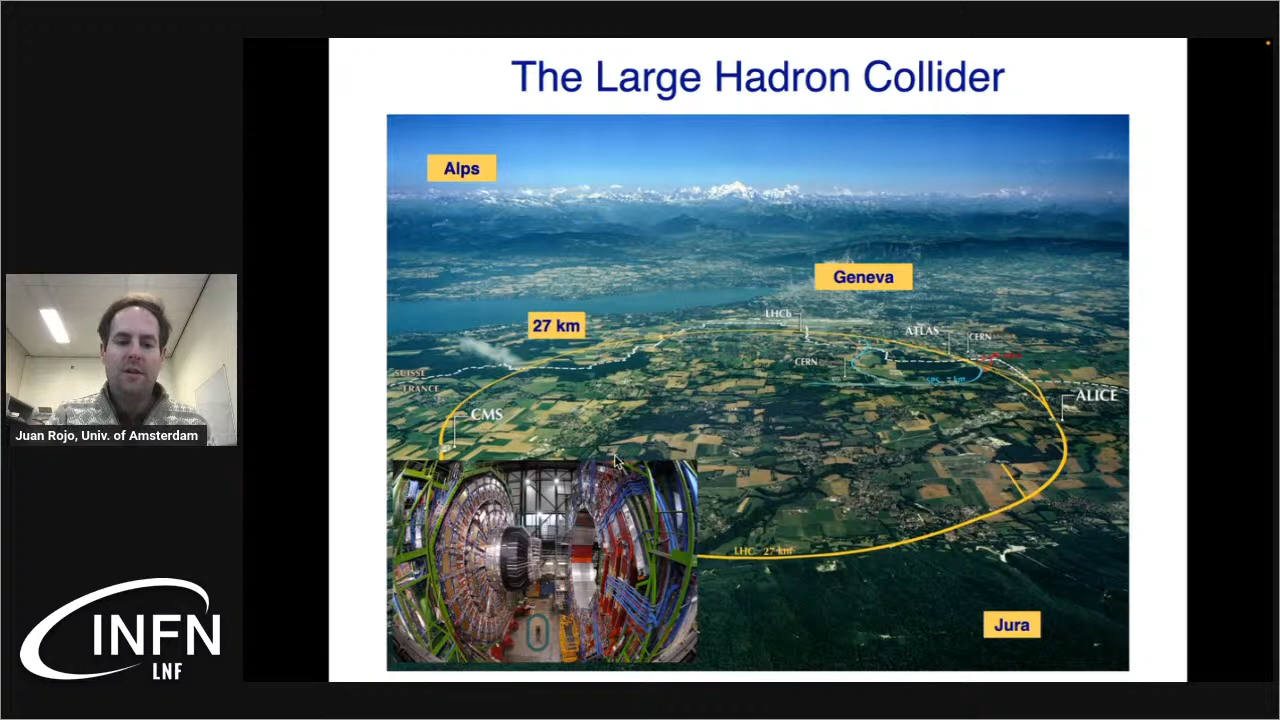 The Large Hadron Collider
Alps
Geneva
27 km
LHCb
ATLAS
CERN
CERN
SUISSE
FRANCE
CMS
ALICE
LHC 27 km
Jura
Juan Rojo, Univ. of Amsterdam
INFN
LNF